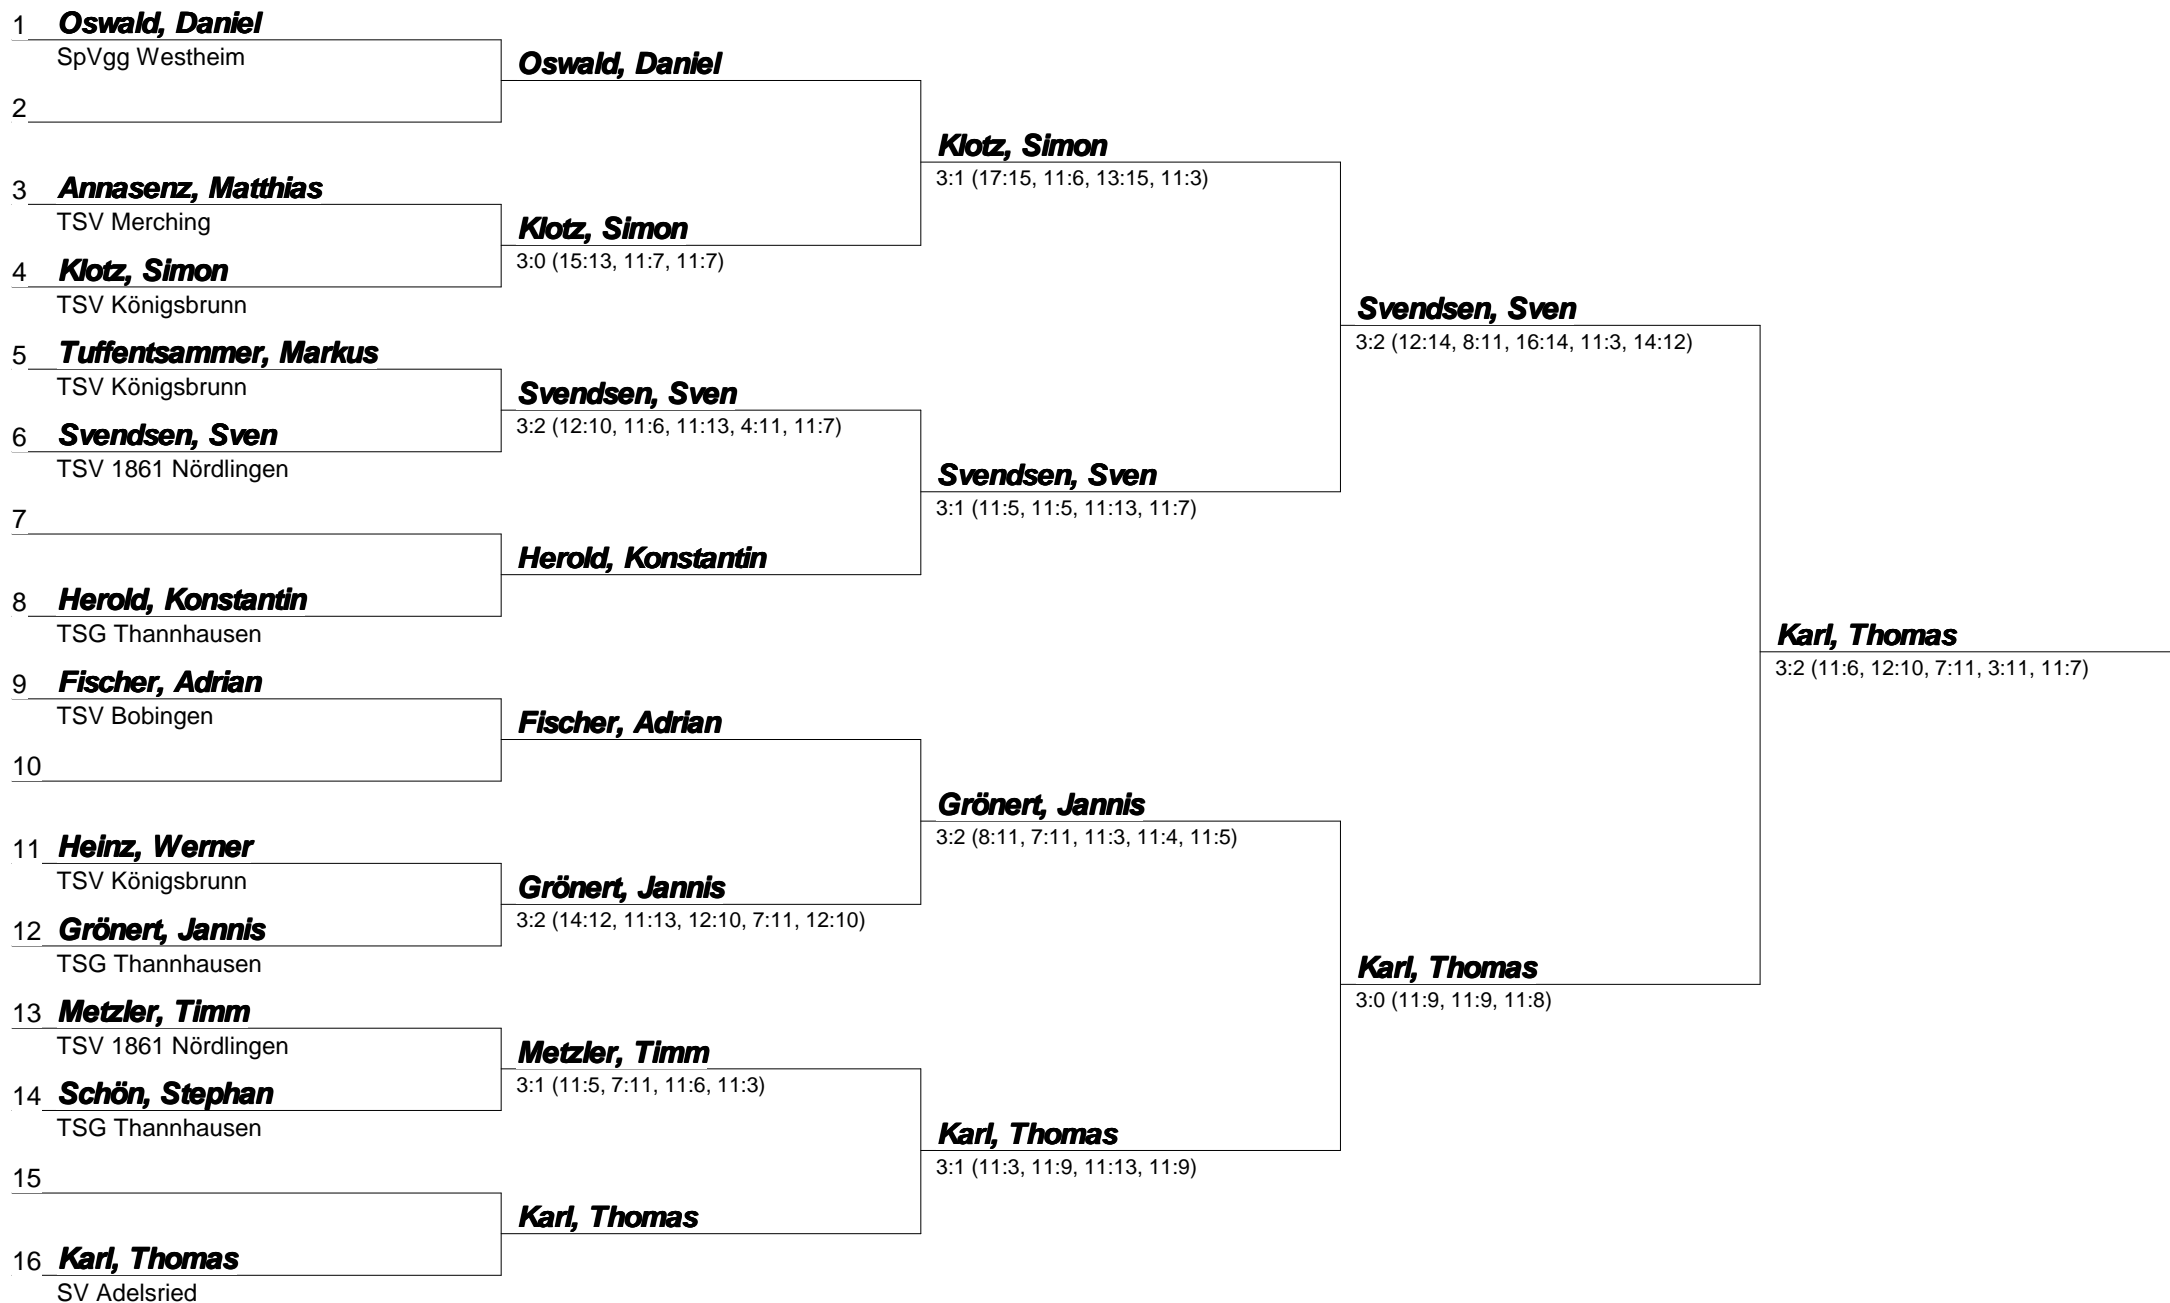 1 Oswald, Daniel
SpVgg Westheim
2
3 Annasenz, Matthias
TSV Merching
4 Klotz, Simon
TSV Königsbrunn
5 Tuffentsammer, Markus
TSV Königsbrunn
6 Svendsen, Sven
TSV 1861 Nördlingen
7
8 Herold, Konstantin
TSG Thannhausen
9 Fischer, Adrian
TSV Bobingen
10
11 Heinz, Werner
TSV Königsbrunn
12 Grönert, Jannis
TSG Thannhausen
13 Metzler, Timm
TSV 1861 Nördlingen
14 Schön, Stephan
TSG Thannhausen
15
16 Karl, Thomas
SV Adelsried
Oswald, Daniel
Klotz, Simon
3:0 (15:13, 11:7, 11:7)
Svendsen, Sven
3:2 (12:10, 11:6, 11:13, 4:11, 11:7)
Herold, Konstantin
Fischer, Adrian
Grönert, Jannis
3:2 (14:12, 11:13, 12:10, 7:11, 12:10)
Metzler, Timm
3:1 (11:5, 7:11, 11:6, 11:3)
Karl, Thomas
Klotz, Simon
3:1 (17:15, 11:6, 13:15, 11:3)
Svendsen, Sven
3:1 (11:5, 11:5, 11:13, 11:7)
Grönert, Jannis
3:2 (8:11, 7:11, 11:3, 11:4, 11:5)
Karl, Thomas
3:1 (11:3, 11:9, 11:13, 11:9)
Svendsen, Sven
3:2 (12:14, 8:11, 16:14, 11:3, 14:12)
Karl, Thomas
3:0 (11:9, 11:9, 11:8)
Karl, Thomas
3:2 (11:6, 12:10, 7:11, 3:11, 11:7)